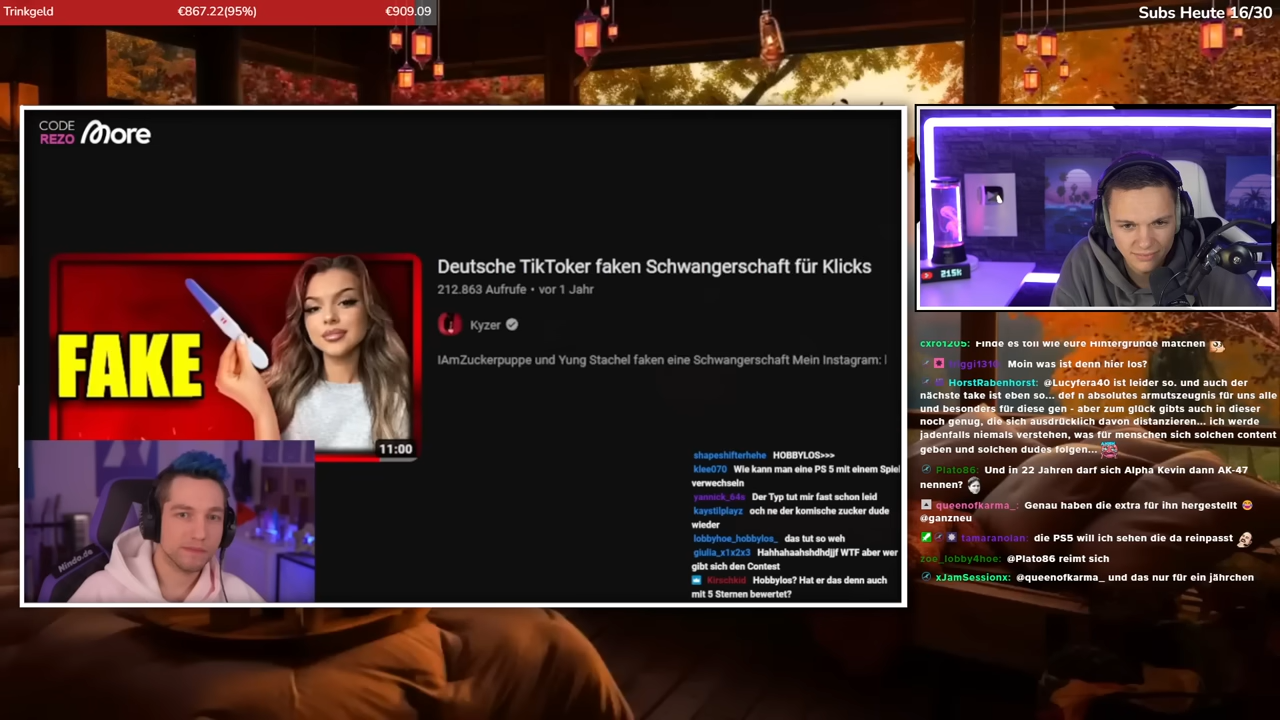 Trinkgeld €867.22(95%) €909.09
Subs Heute 16/30
CODE
REZO more
Deutsche TikToker faken Schwangerschaft für Klicks
212.863 Aufrufe • vor 1 Jahr
Kyzer
IAmZuckerpuppe und Yung Stachel faken eine Schwangerschaft Mein Instagram:
FAKE
11:00
Nindo.de
shapeshifterhehe HOBBYLOS>>>
klee070 Wie kann man eine PS 5 mit einem Spiel
verwechseln
yannick_64s Der Typ tut mir fast schon leid
kaystilplayz och ne der komische zucker dude
wieder
lobbyhoe_hobbylos_ das tut so weh
giulia_x1x2x3 Hahhahaahshdhdjjf WTF aber wer
gibt sich den Contest
Kirschkid Hobbylos? Hat er das denn auch
mit 5 Sternen bewertet?
215K
cxro1205: Finde es toll wie eure Hintergründe matchen
Moin was ist denn hier los?
HorstRabenhorst: @Lucyfera40 ist leider so. und auch der
nächste take ist eben so... def n absolutes armutszeugnis für uns alle
und besonders für diese gen - aber zum glück gibts auch in dieser
noch genug, die sich ausdrücklich davon distanzieren... ich werde
jadenfalls niemals verstehen, was für menschen sich solchen content
geben und solchen dudes folgen...
Plato86: Und in 22 Jahren darf sich Alpha Kevin dann AK-47
nennen?
queenofkarma_: Genau haben die extra für ihn hergestellt
@ganzneu
tamaranolan: die PS5 will ich sehen die da reinpasst
zoe_lobby4hoe: @Plato86 reimt sich
xJamSessionx: @queenofkarma_ und das nur für ein jährchen